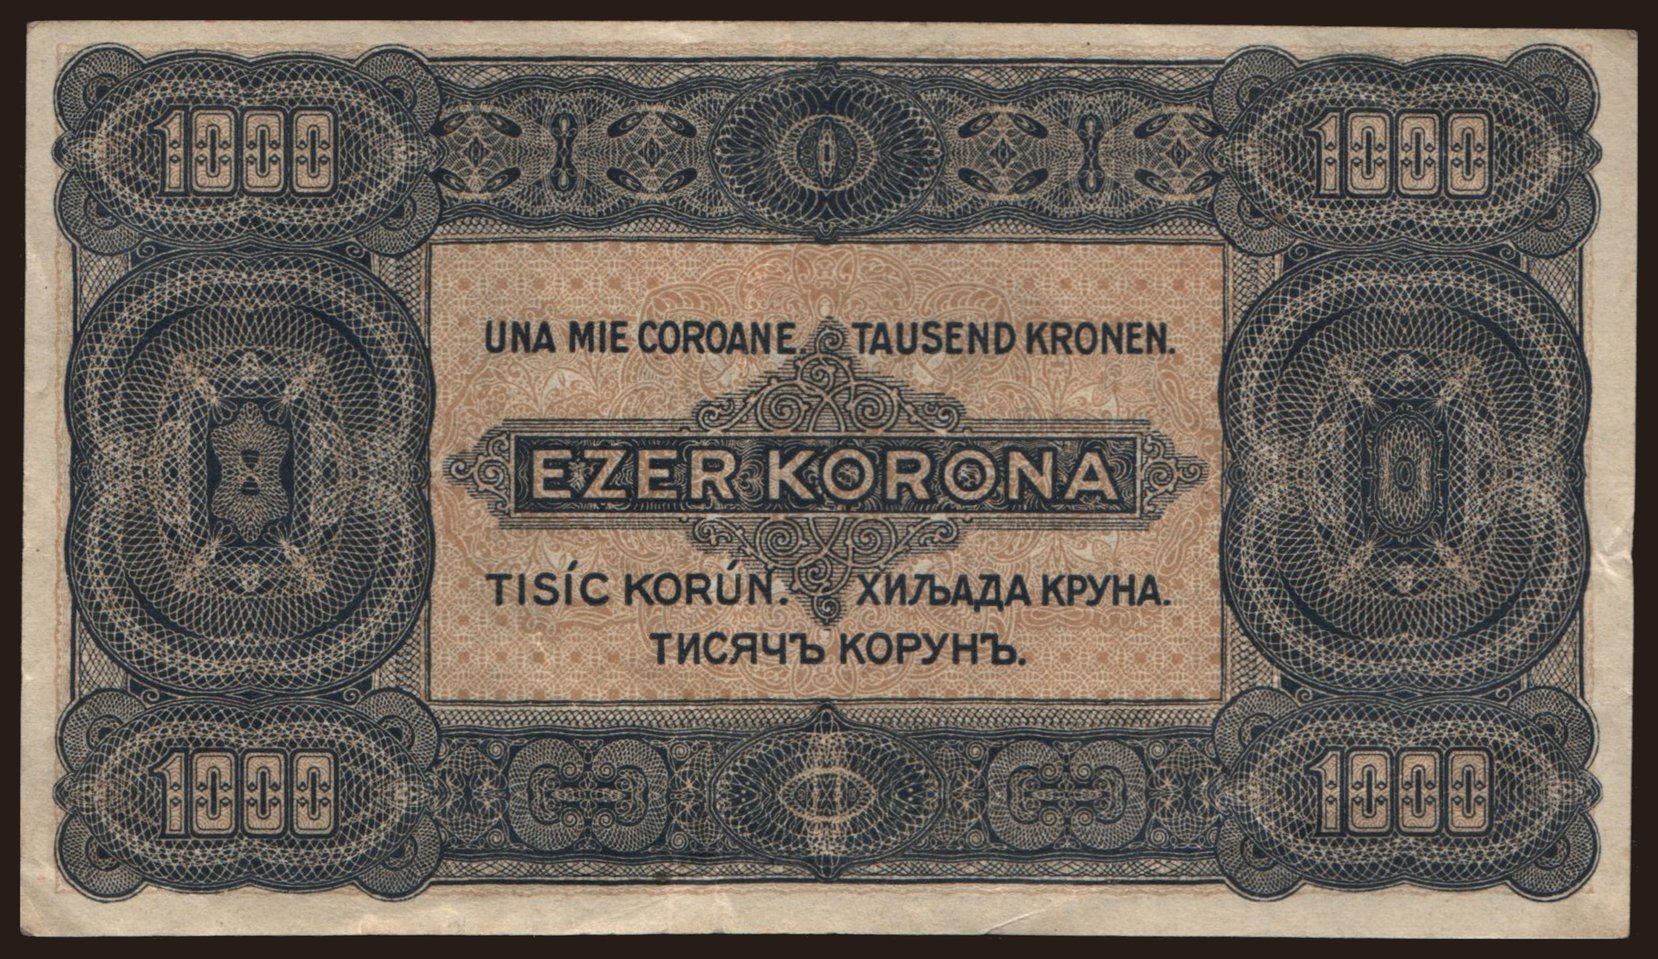 1000 1000
UNA MIE COROANE. TAUSEND KRONEN.
EZER KORONA
TISÍC KORÚN. ХИЉАДА КРУНА.
ТИСЯЧЪ КОРУНЪ.
1000 1000